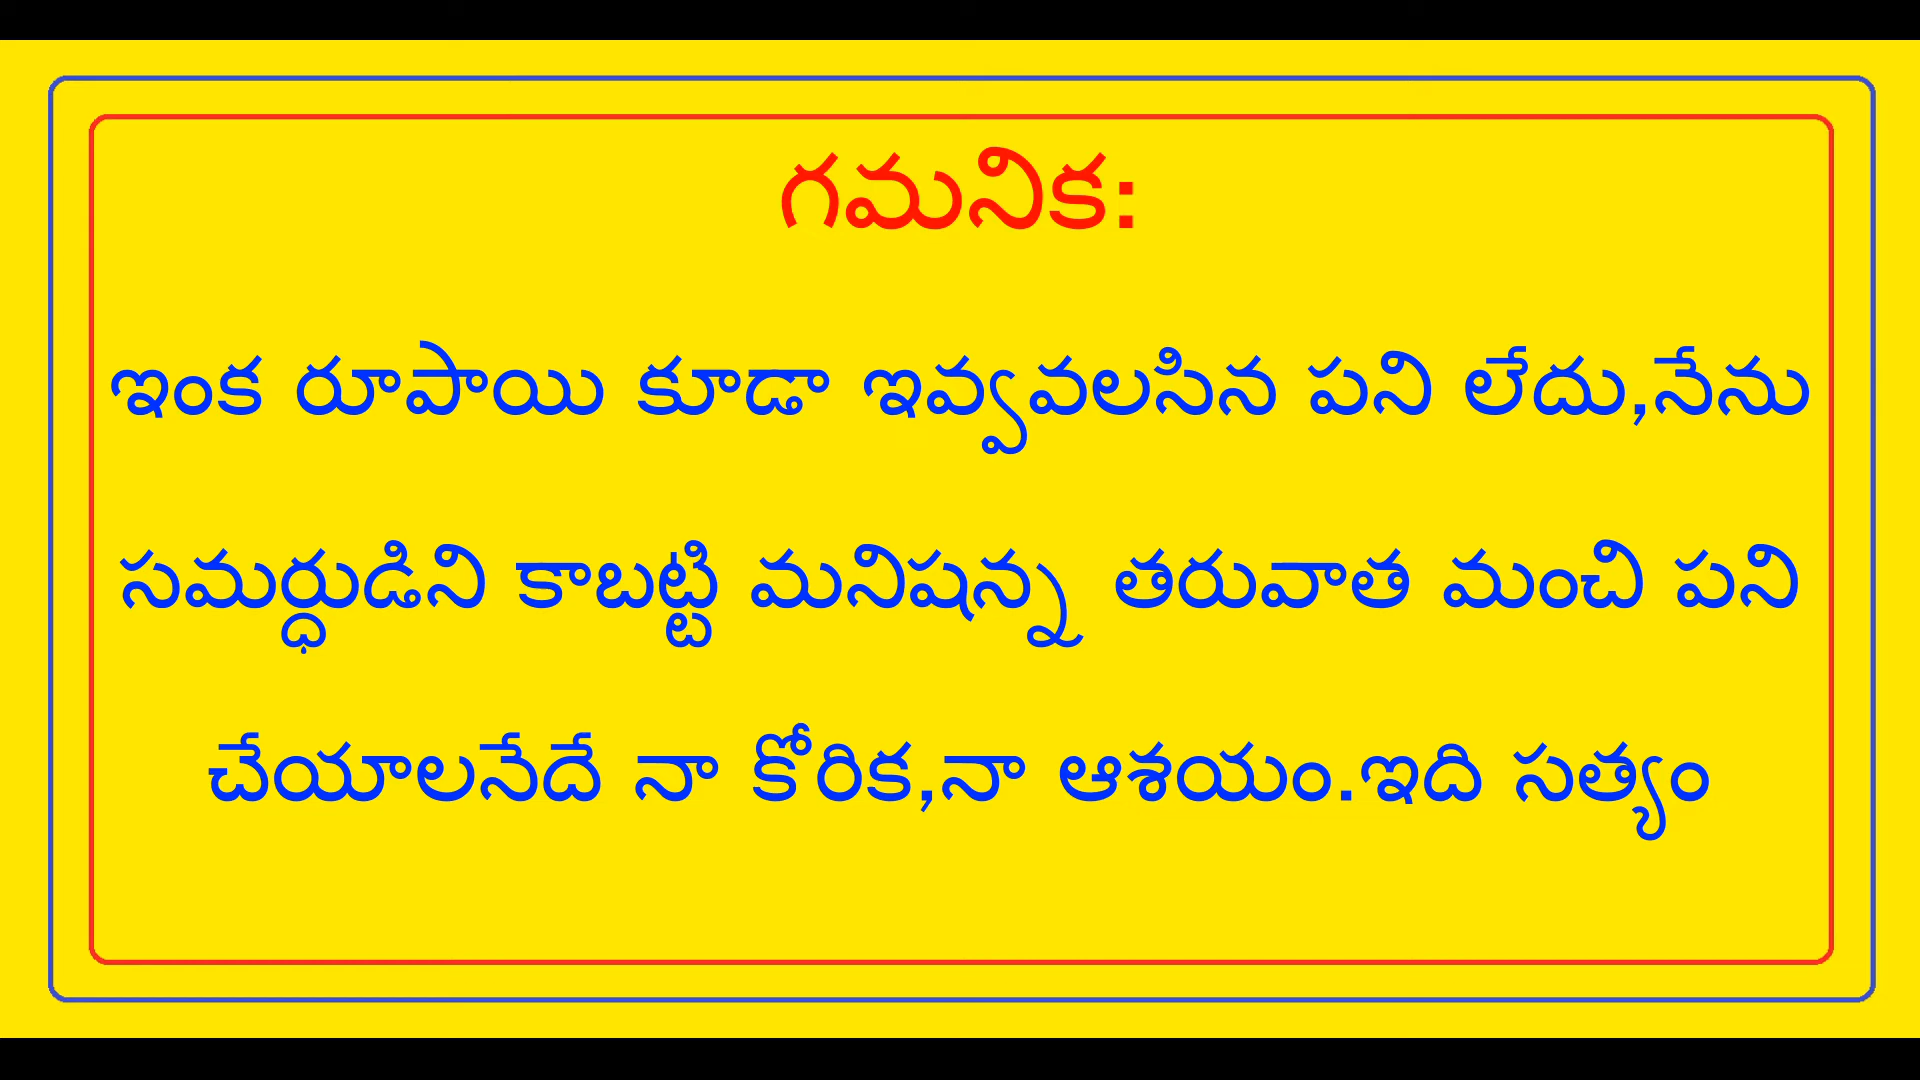 గమనిక:
ఇంక రూపాయి కూడా ఇవ్వవలసిన పని లేదు,నేను
సమర్ధుడిని కాబట్టి మనిషన్న తరువాత మంచి పని
చేయాలనేదే నా కోరిక,నా ఆశయం.ఇది సత్యం